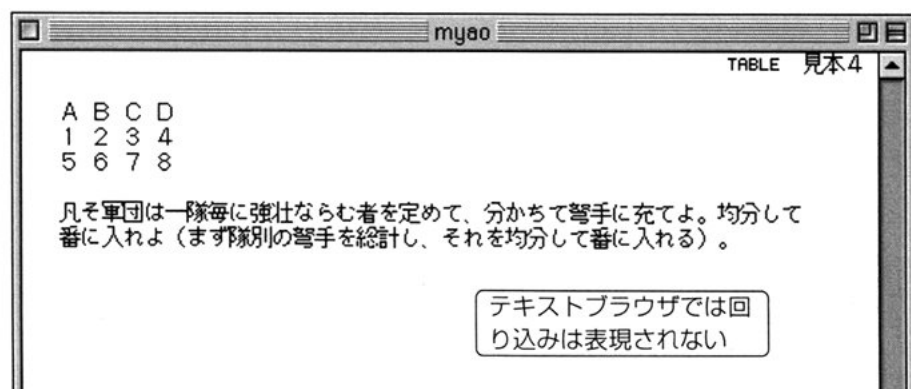 myao
TABLE 見本4
A B C D
1 2 3 4
5 6 7 8
凡そ軍団は一隊毎に強壮ならむ者を定めて、分かちて弩手に充てよ。均分して
番に入れよ（まず隊別の弩手を総計し、それを均分して番に入れる）。
テキストブラウザでは回
り込みは表現されない